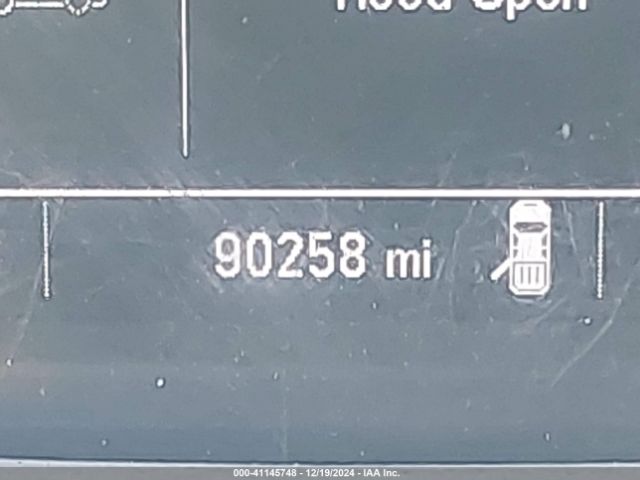 Hood Open
90258 mi
000-41145748 - 12/19/2024 - IAA Inc.